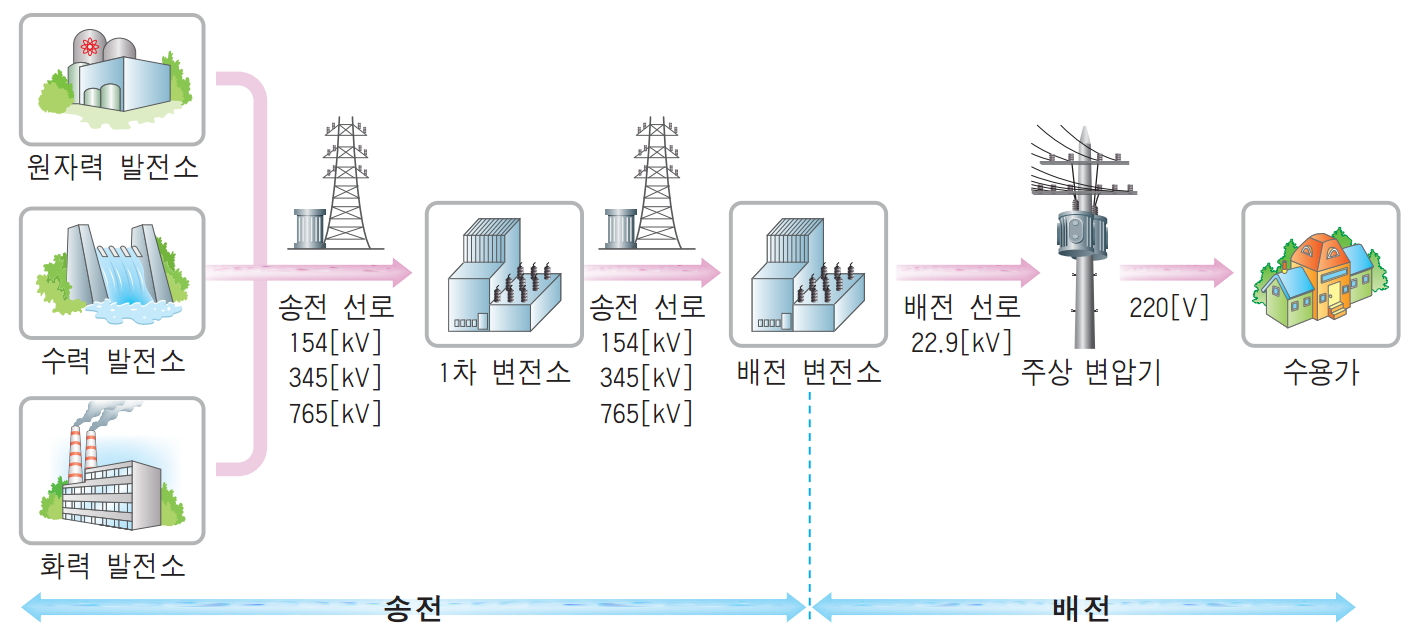 원자력 발전소
수력 발전소
화력 발전소
송전 선로
154[kV]
345[kV]
765[kV]
1차 변전소
송전 선로
154[kV]
345[kV]
765[kV]
배전 변전소
배전 선로
22.9[kV]
주상 변압기
220[V]
수용가
송전
배전